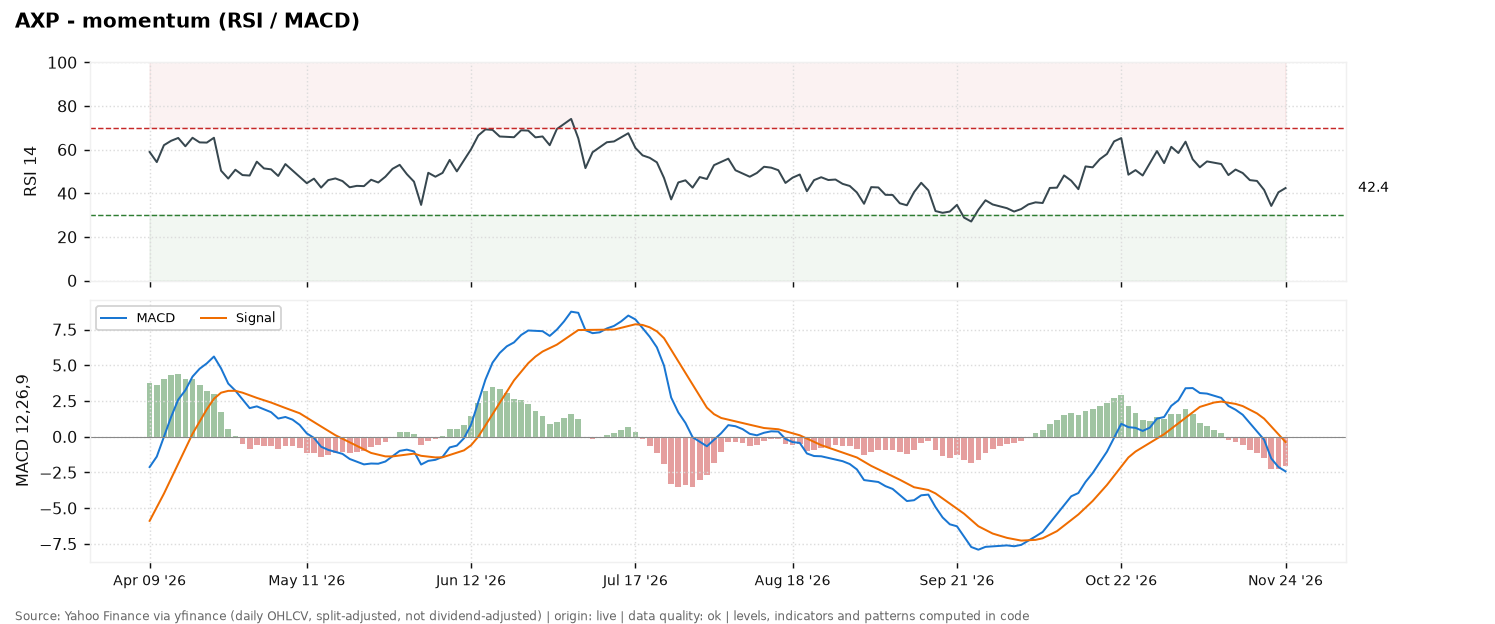 AXP - momentum (RSI / MACD)
100
80
60
40
20
0
RSI 14
42.4
MACD
Signal
7.5
5.0
2.5
0.0
−2.5
−5.0
−7.5
MACD 12,26,9
Apr 09 '26
May 11 '26
Jun 12 '26
Jul 17 '26
Aug 18 '26
Sep 21 '26
Oct 22 '26
Nov 24 '26
Source: Yahoo Finance via yfinance (daily OHLCV, split-adjusted, not dividend-adjusted) | origin: live | data quality: ok | levels, indicators and patterns computed in code